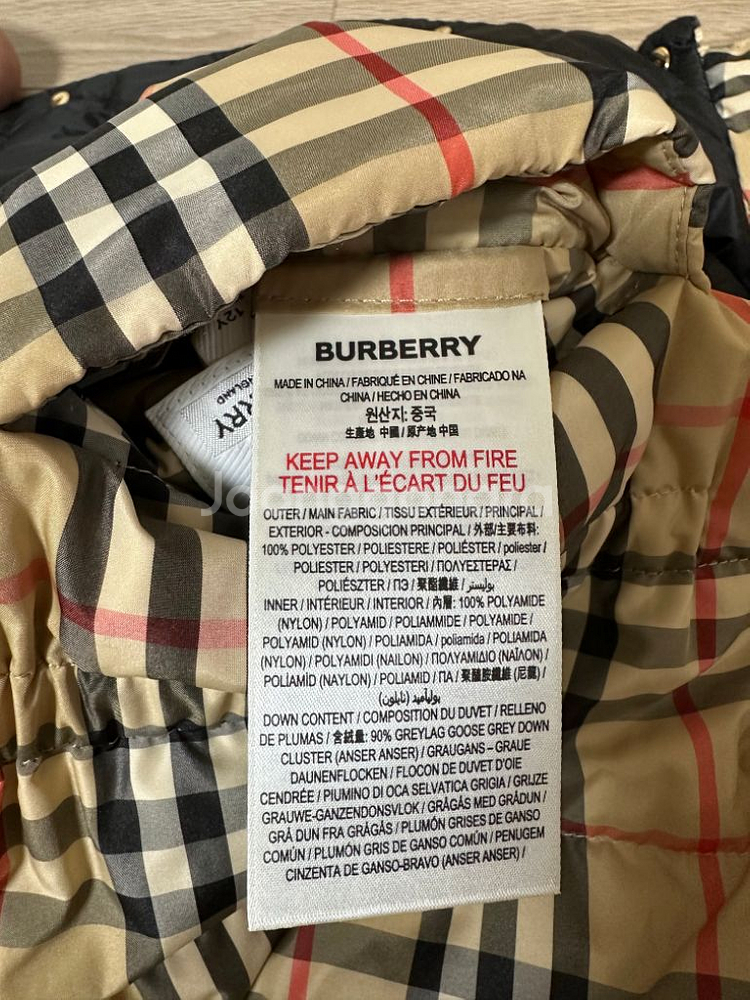 12Y
RRY
ENGLAND
BURBERRY
MADE IN CHINA / FABRIQUÉ EN CHINE / FABRICADO NA
CHINA / HECHO EN CHINA
원산지: 중국
生産地 中國 / 原产地 中国
KEEP AWAY FROM FIRE
TENIR À L'ÉCART DU FEU
OUTER / MAIN FABRIC / TISSU EXTÉRIEUR / PRINCIPAL /
EXTERIOR - COMPOSICION PRINCIPAL / 外部/主要布料:
100% POLYESTER / POLIESTERE / POLIÉSTER / poliester /
POLIESTER / POLYESTERI / ΠΟΛΥΕΣΤΕΡΑΣ /
POLIÉSZTER / ПЭ / 聚酯纖維 / بوليستر
INNER / INTÉRIEUR / INTERIOR / 內層: 100% POLYAMIDE
(NYLON) / POLYAMID / POLIAMMIDE / POLYAMIDE /
POLYAMID (NYLON) / POLIAMIDA / poliamida / POLIAMIDA
(NYLON) / POLYAMIDI (NAILON) / ΠΟΛΥΑΜΙΔΙΟ (ΝΑΪΛΟΝ) /
POLÍAMÍD (NAYLON) / POLIAMID / ПА / 聚醯胺纖維 (尼龍) /
بولياميد (نايلون)
DOWN CONTENT / COMPOSITION DU DUVET / RELLENO
DE PLUMAS / 含絨量: 90% GREYLAG GOOSE GREY DOWN
CLUSTER (ANSER ANSER) / GRAUGANS – GRAUE
DAUNENFLOCKEN / FLOCON DE DUVET D'OIE
CENDRÉE / PIUMINO DI OCA SELVATICA GRIGIA / GRIJZE
GRAUWE-GANZENDONSVLOK / GRÅGÅS MED GRÅDUN /
GRÅ DUN FRA GRÅGÅS / PLUMÓN GRISES DE GANSO
COMÚN / PLUMÓN GRIS DE GANSO COMÚN / PENUGEM
CINZENTA DE GANSO-BRAVO (ANSER ANSER) /